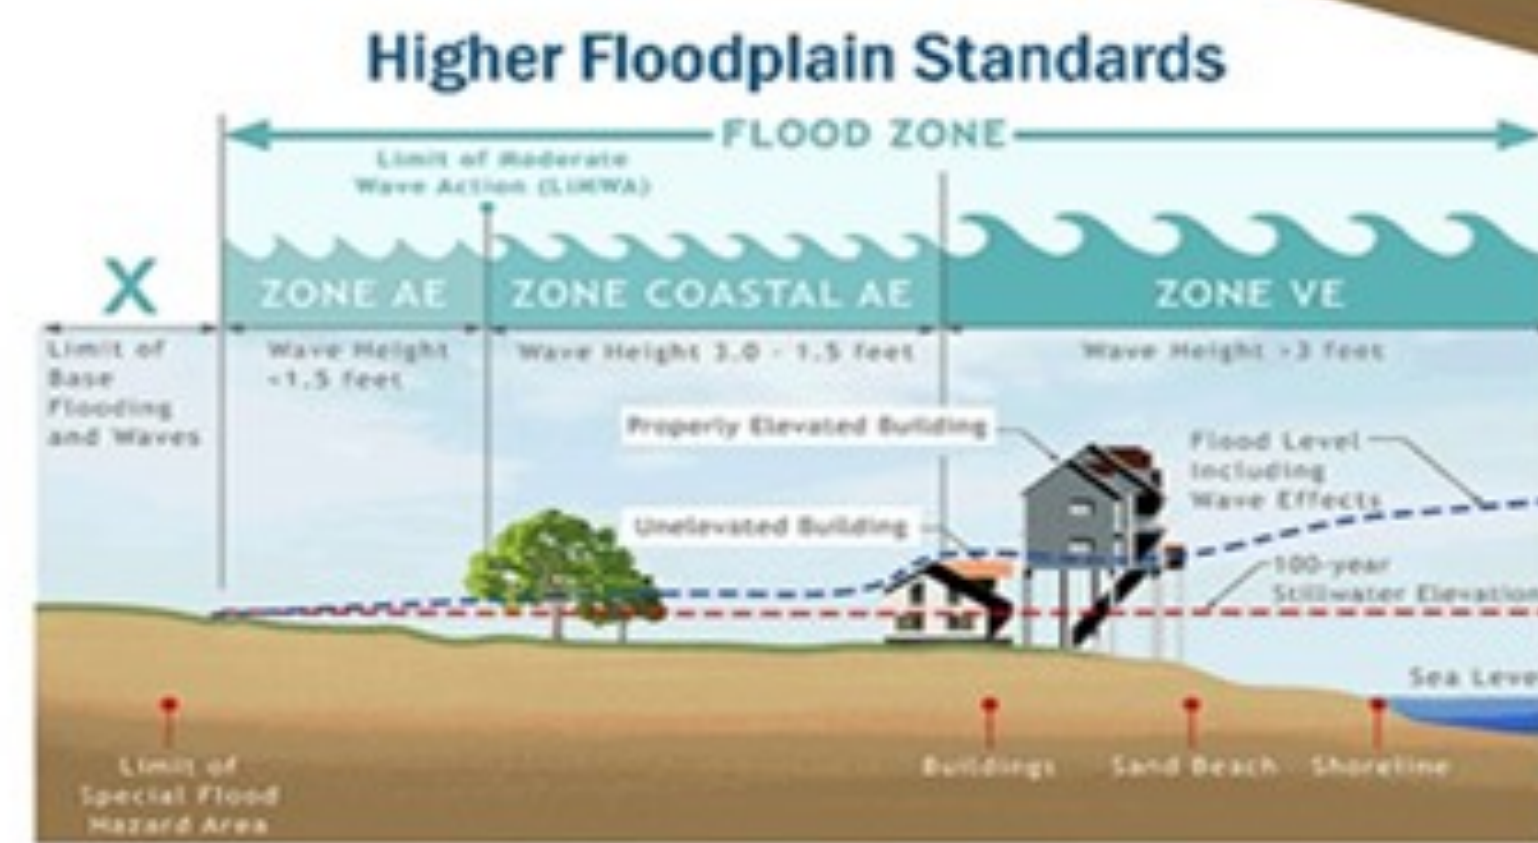 Higher Floodplain Standards
FLOOD ZONE
Limit of Moderate
Wave Action (LiMWA)
X
ZONE AE
ZONE COASTAL AE
ZONE VE
Limit of
Base
Flooding
and Waves
Wave Height
<1.5 feet
Wave Height 3.0 - 1.5 feet
Wave Height >3 feet
Properly Elevated Building
Flood Level
Including
Wave Effects
Unelevated Building
100-year
Stillwater Elevation
Sea Leve
Buildings
Sand Beach
Shoreline
Limit of
Special Flood
Hazard Area